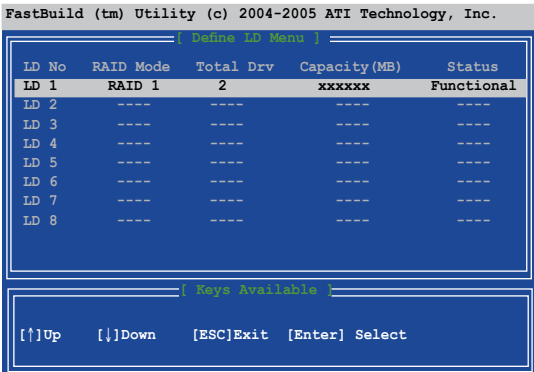 FastBuild (tm) Utility (c) 2004-2005 ATI Technology, Inc.
[ Define LD Menu ]
LD No RAID Mode Total Drv Capacity(MB) Status
LD 1 RAID 1 2 xxxxxx Functional
LD 2 ---- ---- ---- ----
LD 3 ---- ---- ---- ----
LD 4 ---- ---- ---- ----
LD 5 ---- ---- ---- ----
LD 6 ---- ---- ---- ----
LD 7 ---- ---- ---- ----
LD 8 ---- ---- ---- ----
[ Keys Available ]
[↑]Up [↓]Down [ESC]Exit [Enter] Select